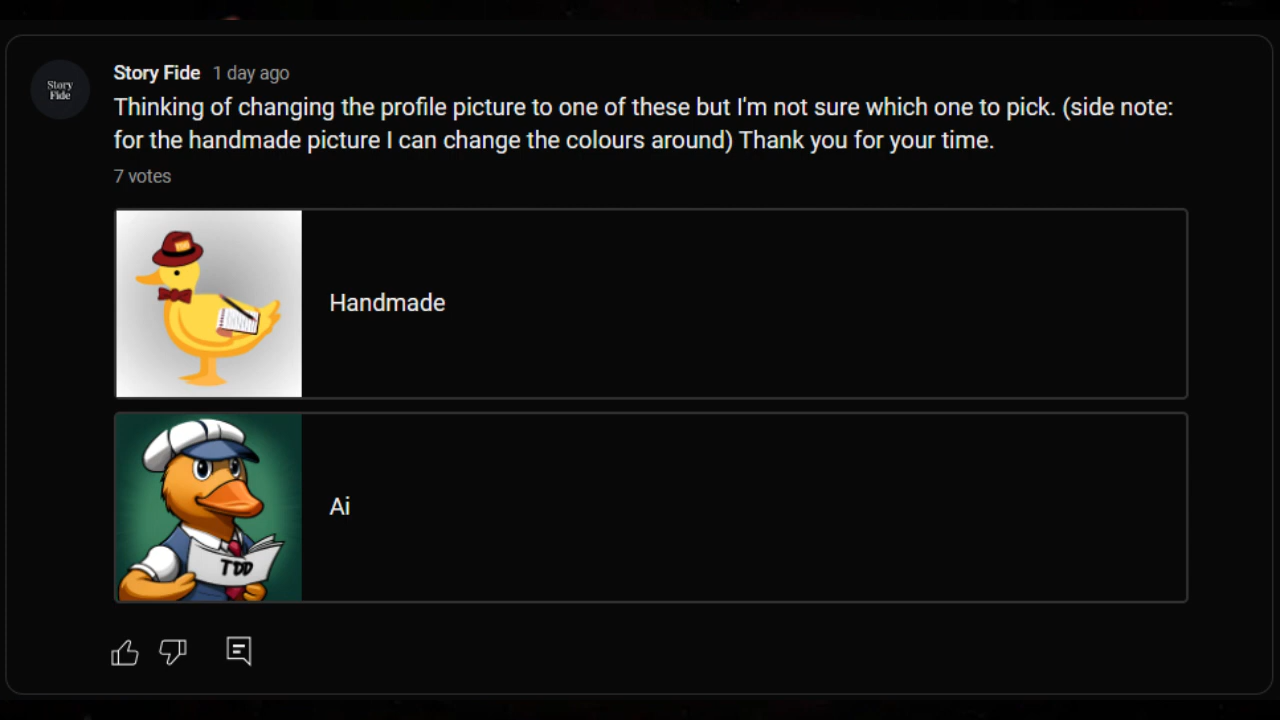 Story
Fide
Story Fide 1 day ago
Thinking of changing the profile picture to one of these but I'm not sure which one to pick. (side note:
for the handmade picture I can change the colours around) Thank you for your time.
7 votes
Handmade
Ai
TDD